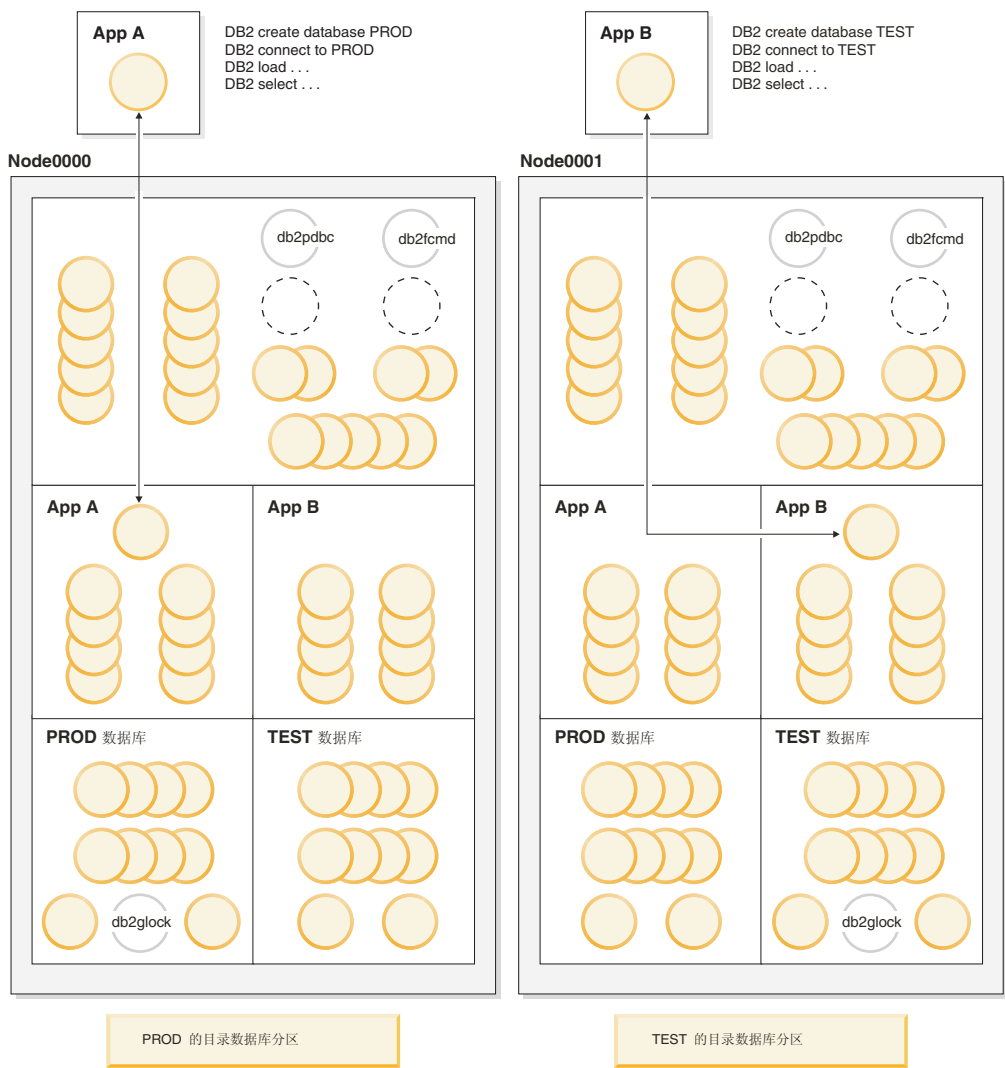 App A
DB2 create database PROD
DB2 connect to PROD
DB2 load . . .
DB2 select . . .
App B
DB2 create database TEST
DB2 connect to TEST
DB2 load . . .
DB2 select . . .
Node0000
db2pdbc
db2fcmd
App A
App B
PROD 数据库
TEST 数据库
db2glock
PROD 的目录数据库分区
Node0001
db2pdbc
db2fcmd
App A
App B
PROD 数据库
TEST 数据库
db2glock
TEST 的目录数据库分区